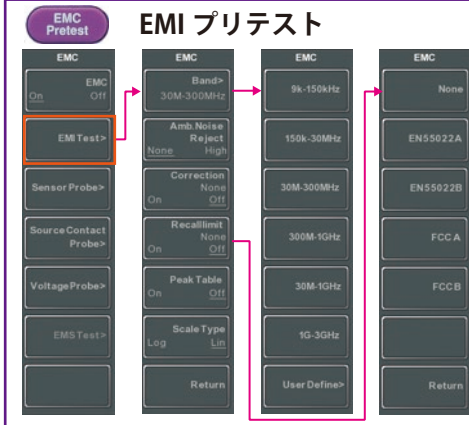 EMC
Pretest
EMI プリテスト
EMC
EMC
On Off
EMI Test>
Sensor Probe>
Source Contact
Probe>
Voltage Probe>
EMS Test>
EMC
Band>
30M-300MHz
Amb.Noise
Reject
None High
Correction
None
On Off
Recalllimit
None
On Off
Peak Table
On Off
Scale Type
Log Lin
Return
EMC
9k-150kHz
150k-30MHz
30M-300MHz
300M-1GHz
30M-1GHz
1G-3GHz
User Define>
EMC
None
EN55022A
EN55022B
FCC A
FCC B
Return